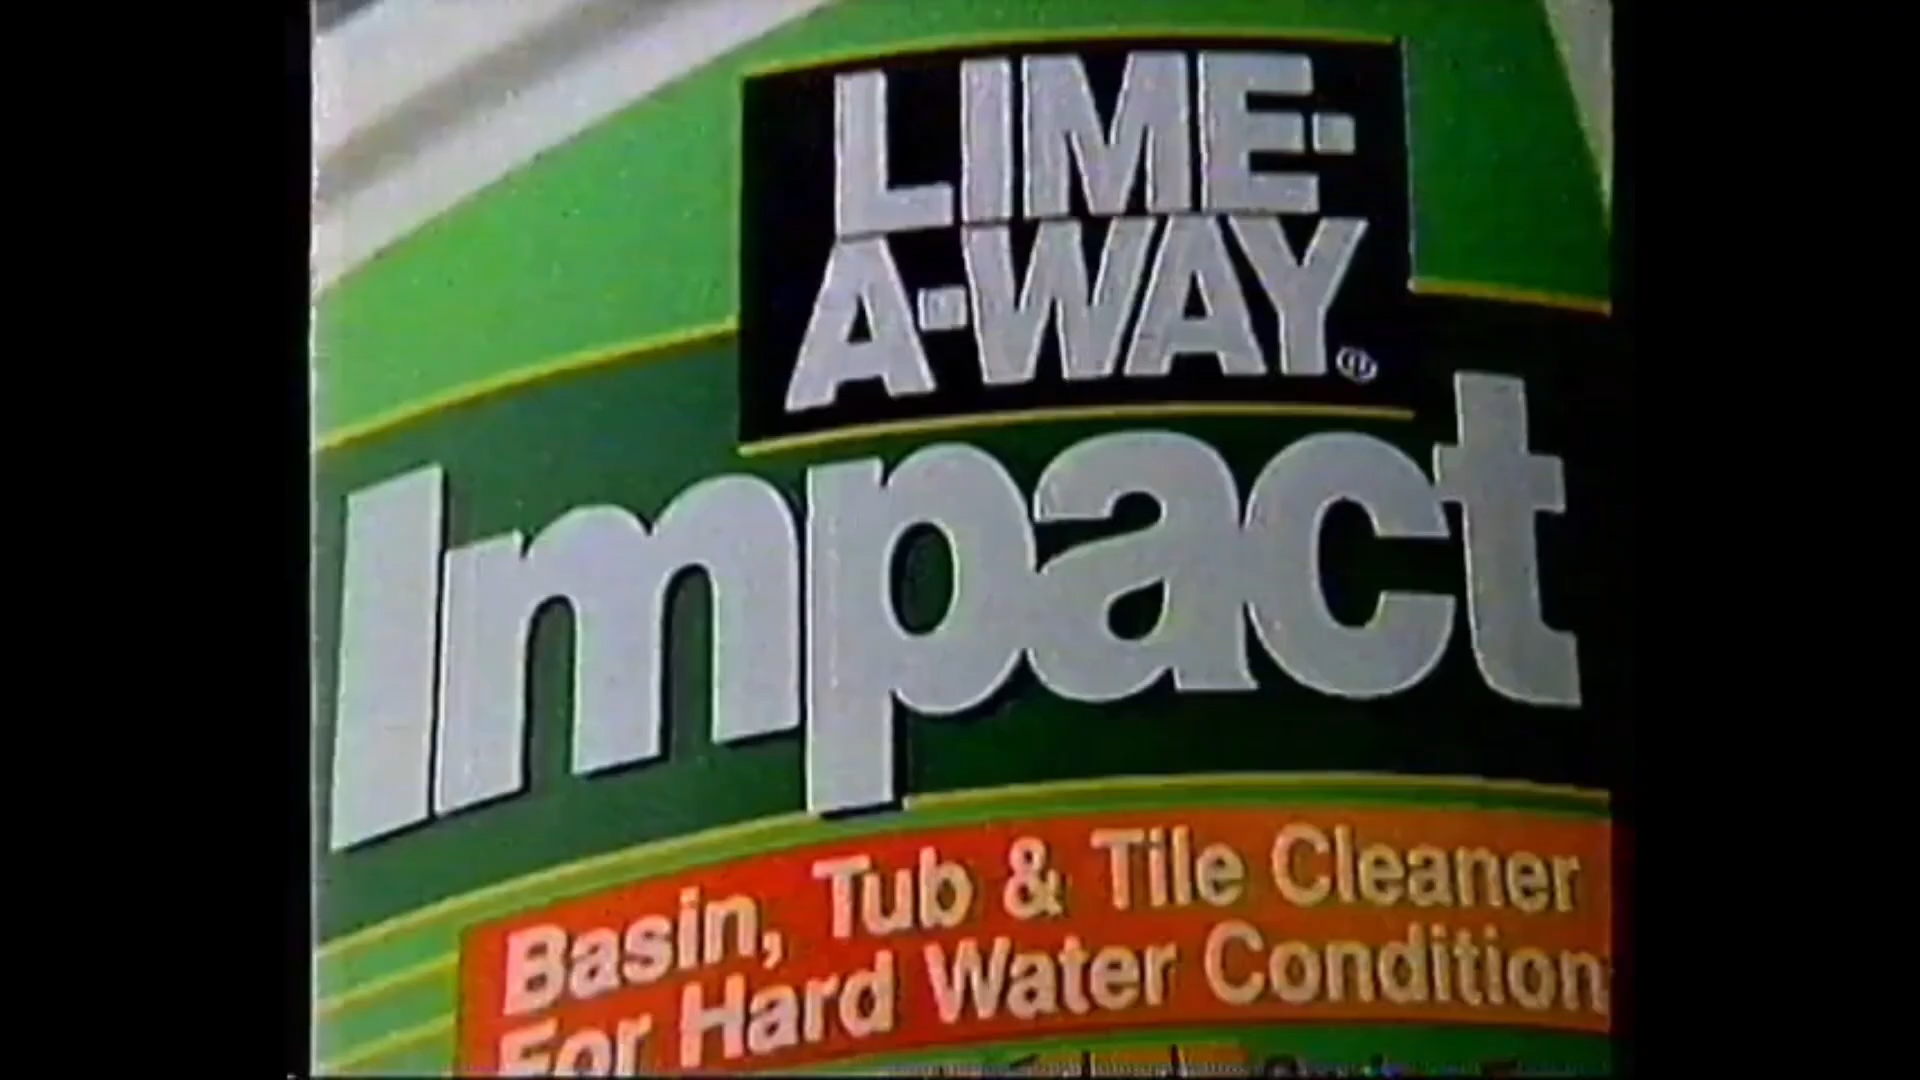 LIME-
A-WAY®
Impact
Basin, Tub & Tile Cleaner
For Hard Water Condition